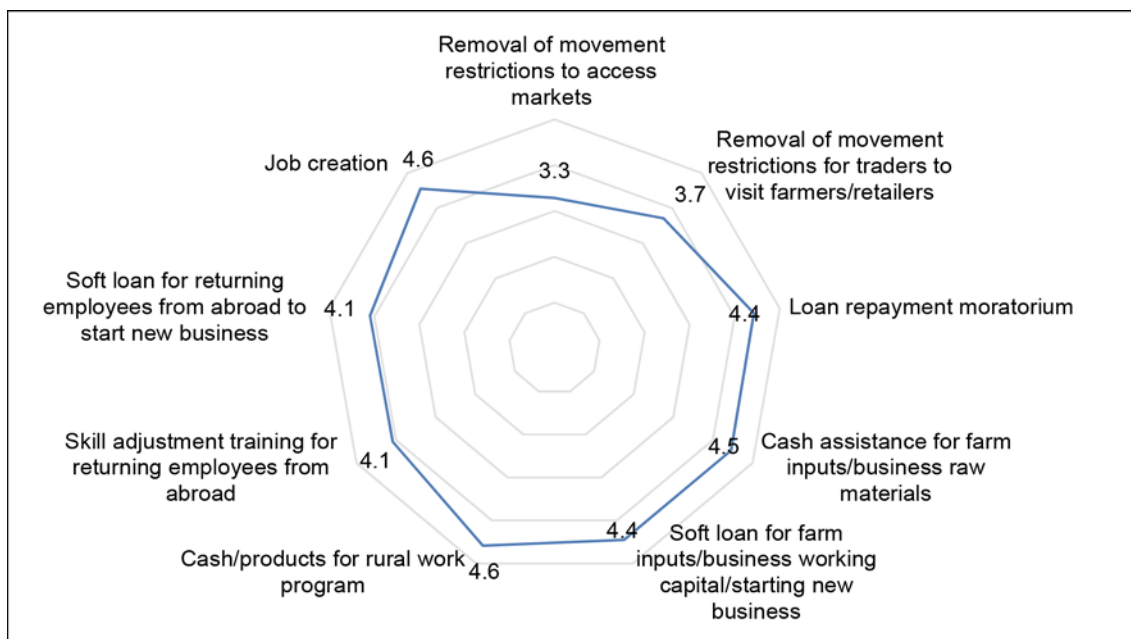 Removal of movement
restrictions to access
markets
3.3
Removal of movement
restrictions for traders to
visit farmers/retailers
3.7
Loan repayment moratorium
4.4
Cash assistance for farm
inputs/business raw
materials
4.5
Soft loan for farm
inputs/business working
capital/starting new
business
4.4
Cash/products for rural work
program
4.6
Skill adjustment training for
returning employees from
abroad
4.1
Soft loan for returning
employees from abroad to
start new business
4.1
Job creation
4.6